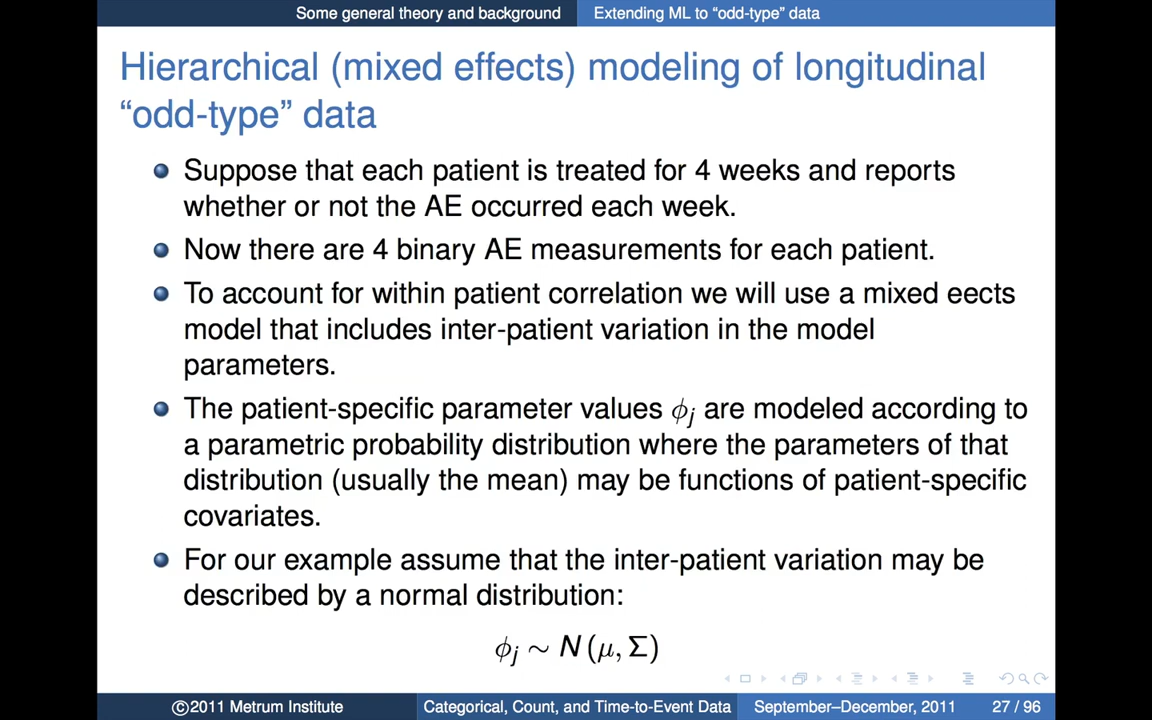 Some general theory and background Extending ML to “odd-type” data
Hierarchical (mixed effects) modeling of longitudinal
“odd-type” data
Suppose that each patient is treated for 4 weeks and reports
whether or not the AE occurred each week.
Now there are 4 binary AE measurements for each patient.
To account for within patient correlation we will use a mixed eects
model that includes inter-patient variation in the model
parameters.
The patient-specific parameter values ϕj are modeled according to
a parametric probability distribution where the parameters of that
distribution (usually the mean) may be functions of patient-specific
covariates.
For our example assume that the inter-patient variation may be
described by a normal distribution:
ϕj ∼ N (μ, Σ)
©2011 Metrum Institute Categorical, Count, and Time-to-Event Data September–December, 2011 27 / 96